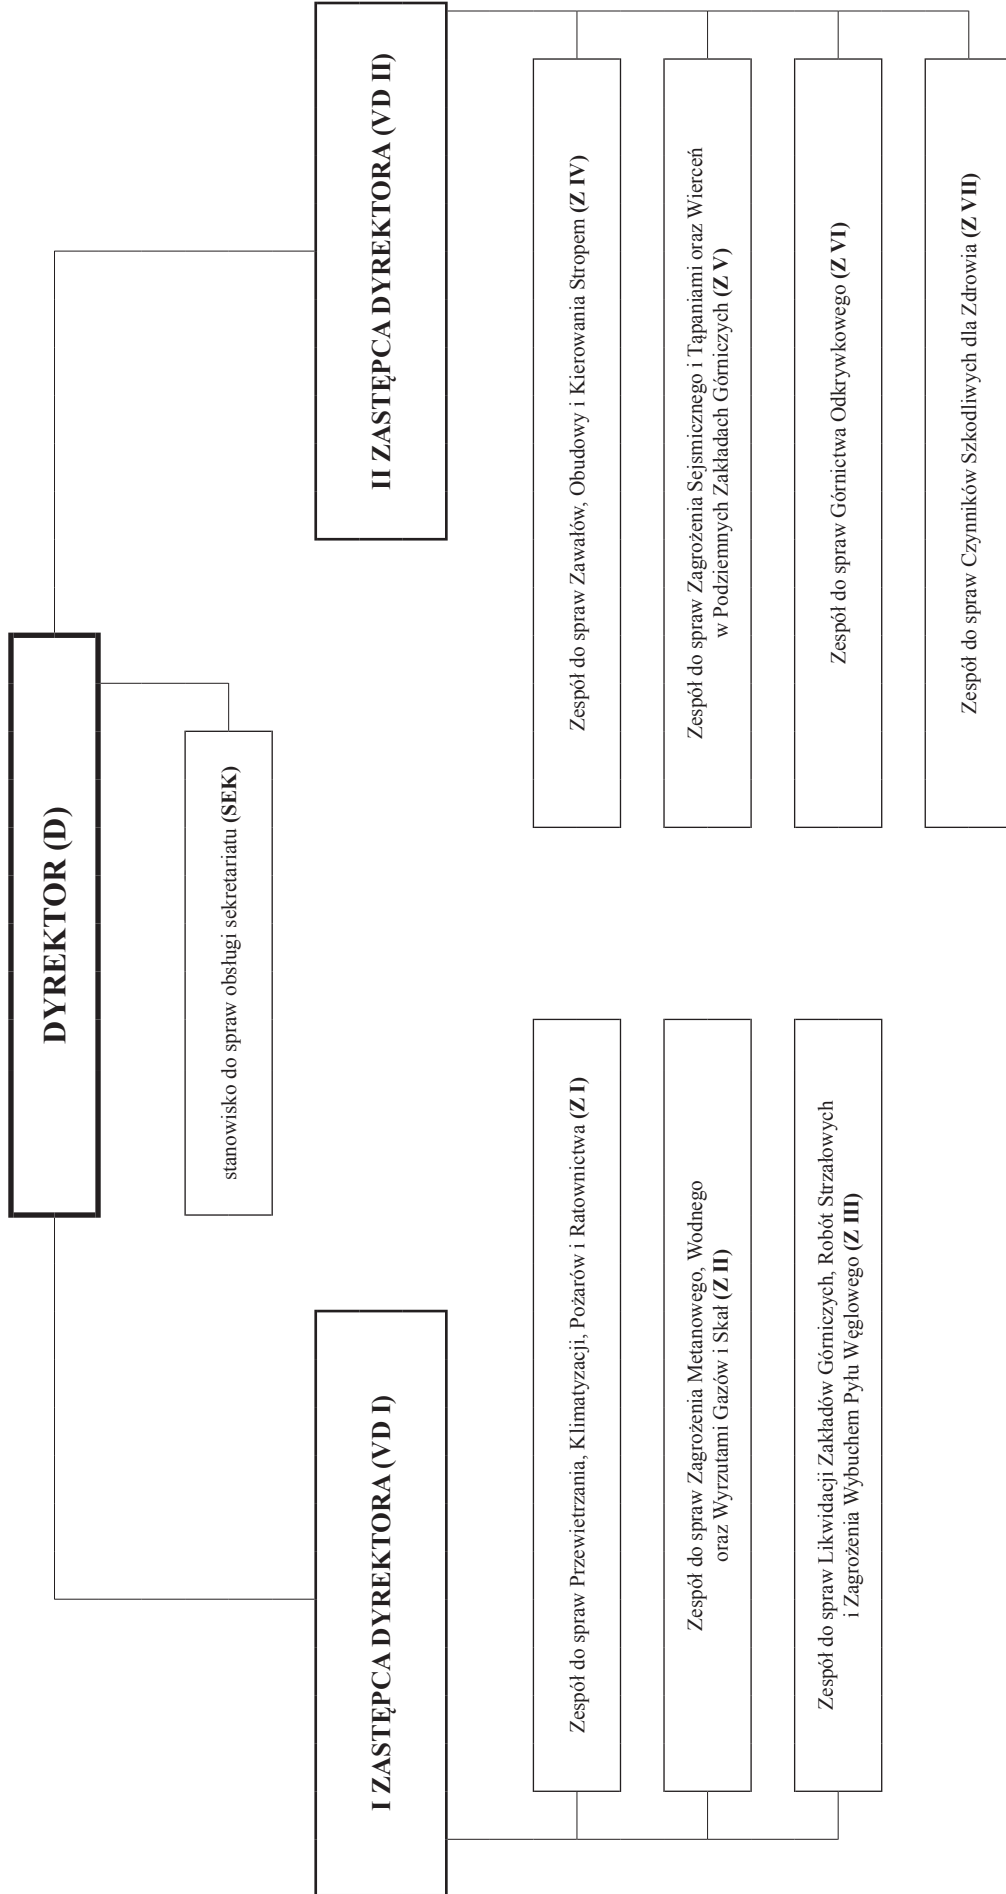 DYREKTOR (D)
stanowisko do spraw obsługi sekretariatu (SEK)
I ZASTĘPCA DYREKTORA (VD I)
Zespół do spraw Przewietrzania, Klimatyzacji, Pożarów i Ratownictwa (Z I)
Zespół do spraw Zagrożenia Metanowego, Wodnego
oraz Wyrzutami Gazów i Skał (Z II)
Zespół do spraw Likwidacji Zakładów Górniczych, Robót Strzałowych
i Zagrożenia Wybuchem Pyłu Węglowego (Z III)
II ZASTĘPCA DYREKTORA (VD II)
Zespół do spraw Zawałów, Obudowy i Kierowania Stropem (Z IV)
Zespół do spraw Zagrożenia Sejsmicznego i Tąpaniami oraz Wierceń
w Podziemnych Zakładach Górniczych (Z V)
Zespół do spraw Górnictwa Odkrywkowego (Z VI)
Zespół do spraw Czynników Szkodliwych dla Zdrowia (Z VII)